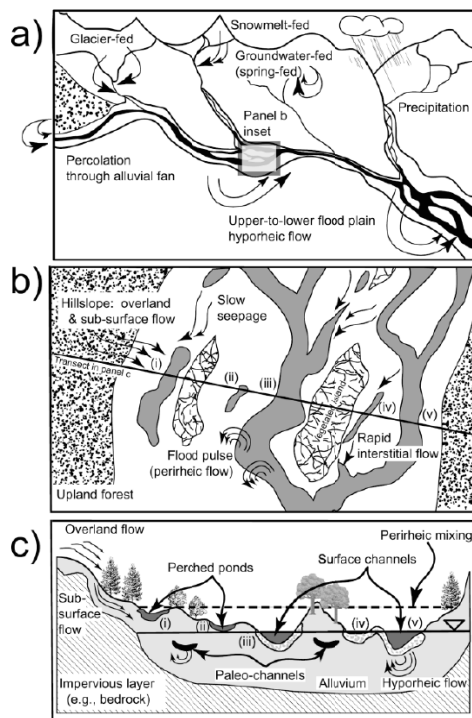 a)
Glacier-fed
Snowmelt-fed
Groundwater-fed
(spring-fed)
Precipitation
Panel b
inset
Percolation
through alluvial fan
Upper-to-lower flood plain
hyporheic flow
b)
Hillslope: overland
& sub-surface flow
Slow
seepage
Transect in panel c
(i)
(ii)
(iii)
Vegetated island
(iv)
(v)
Flood pulse
(perirheic flow)
Rapid
interstitial flow
Upland forest
c)
Overland flow
Perched ponds
Surface channels
Perirheic mixing
Sub-
surface
flow
(i)
(ii)
(iii)
(iv)
(v)
Paleo-channels
Impervious layer
(e.g., bedrock)
Alluvium
Hyporheic flow